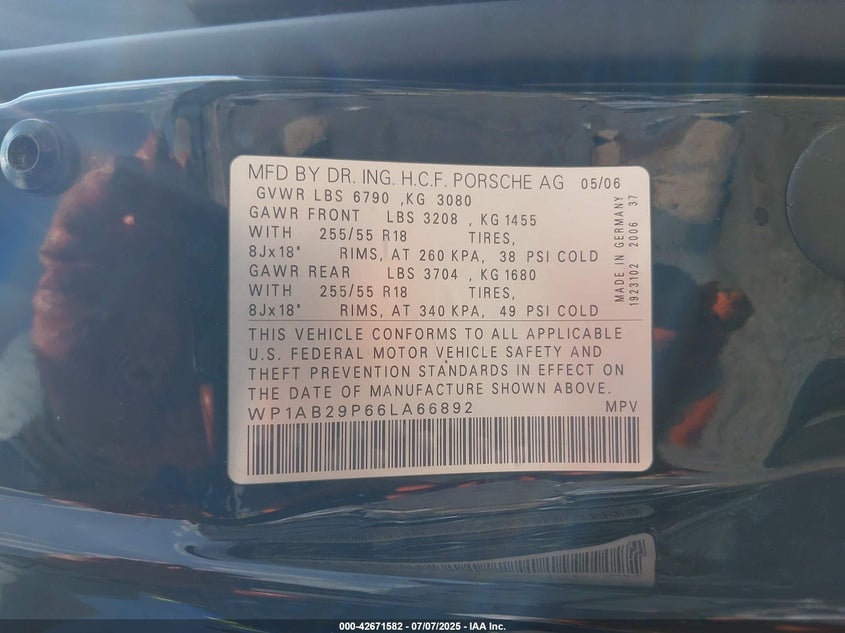 MFD BY DR. ING. H.C.F. PORSCHE AG 05/06
GVWR LBS 6790 ,KG 3080
GAWR FRONT LBS 3208 , KG 1455
WITH 255/55 R18 TIRES,
8Jx18" RIMS, AT 260 KPA, 38 PSI COLD
GAWR REAR LBS 3704 , KG 1680
WITH 255/55 R18 TIRES,
8Jx18" RIMS, AT 340 KPA, 49 PSI COLD
MADE IN GERMANY
1923102 2006 37
THIS VEHICLE CONFORMS TO ALL APPLICABLE
U.S. FEDERAL MOTOR VEHICLE SAFETY AND
THEFT PREVENTION STANDARDS IN EFFECT ON
THE DATE OF MANUFACTURE SHOWN ABOVE.
WP1AB29P66LA66892 MPV
000-42671582 / 07/07/2025 - IAA Inc.